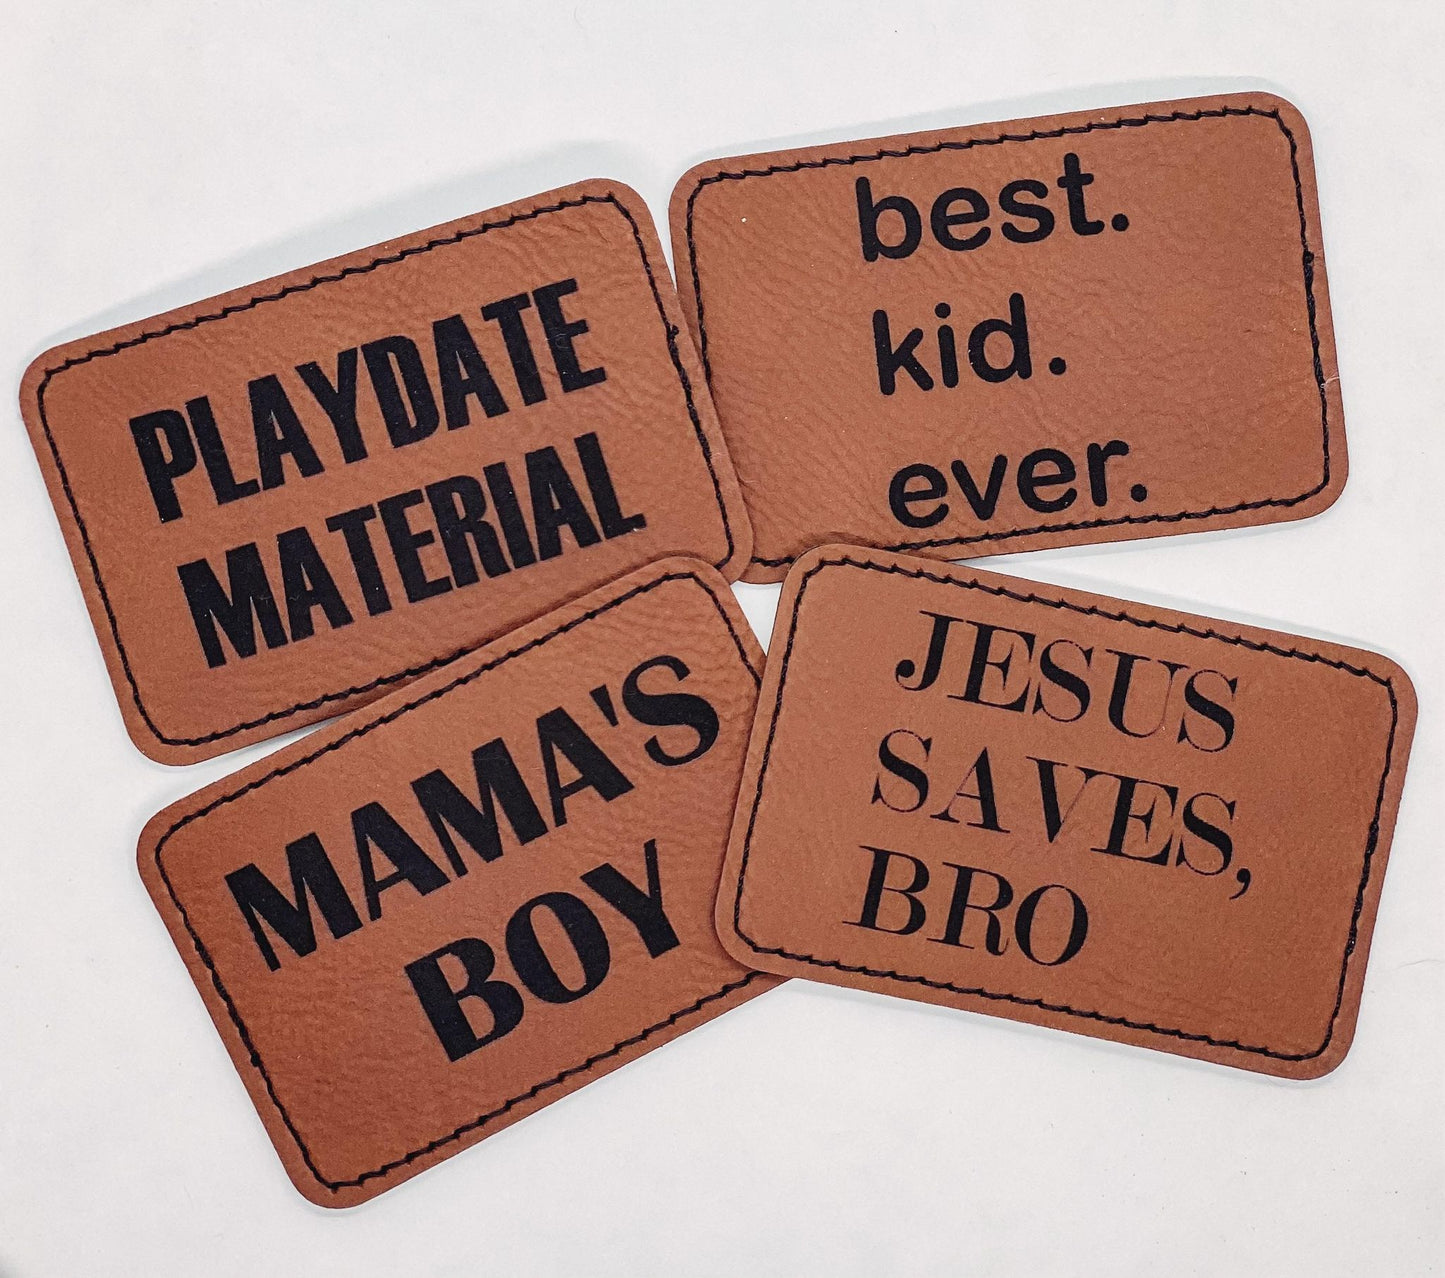 PLAYDATE
MATERIAL
best.
kid.
ever.
MAMA'S
BOY
JESUS
SAVES,
BRO